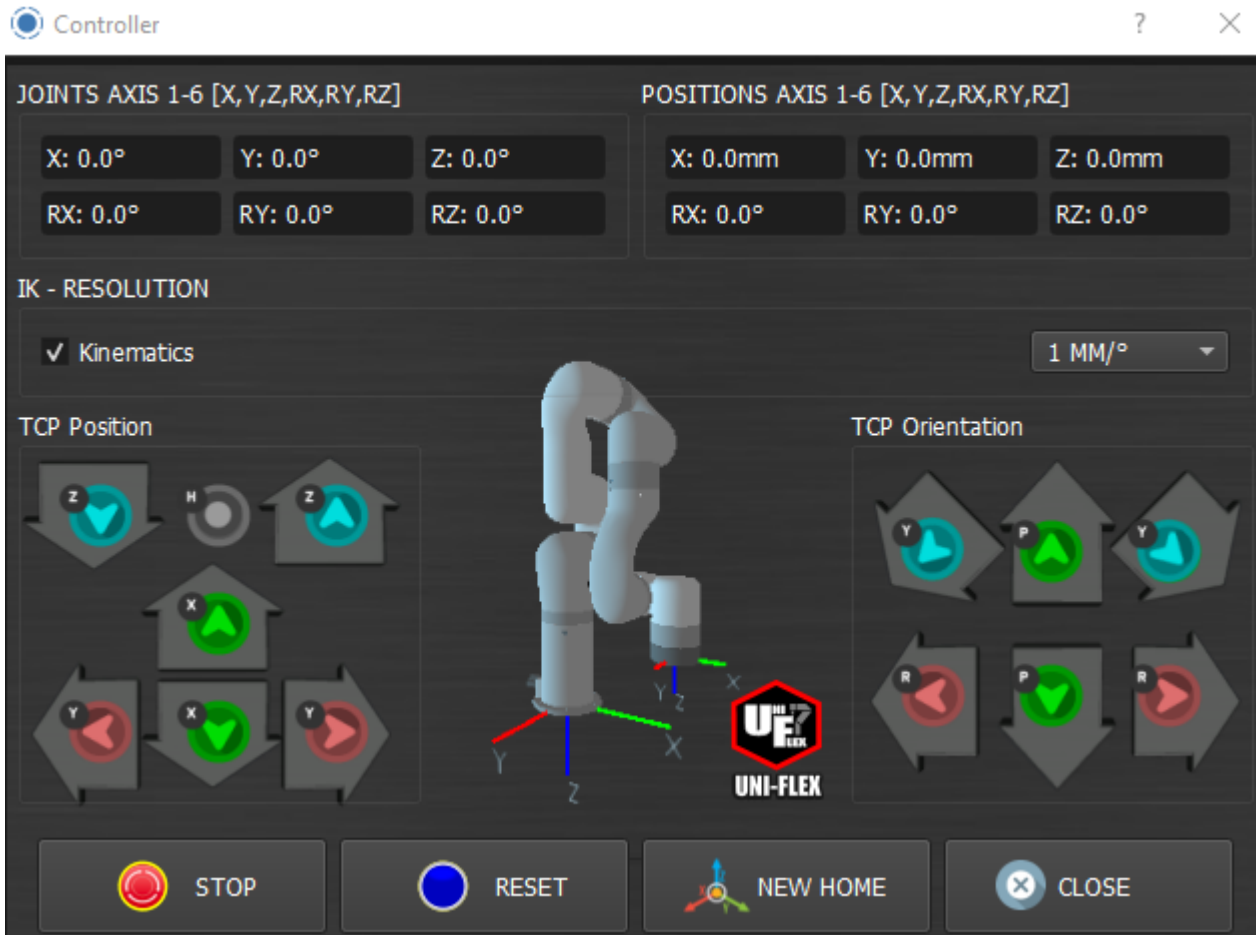 Controller
?
JOINTS AXIS 1-6 [X,Y,Z,RX,RY,RZ]
POSITIONS AXIS 1-6 [X,Y,Z,RX,RY,RZ]
X: 0.0° Y: 0.0° Z: 0.0°
X: 0.0mm Y: 0.0mm Z: 0.0mm
RX: 0.0° RY: 0.0° RZ: 0.0°
RX: 0.0° RY: 0.0° RZ: 0.0°
IK - RESOLUTION
Kinematics
1 MM/°
TCP Position
TCP Orientation
Z H Z
Y P Y
X
R P R
Y X Y
X Y Z
Y X Z
UNI-FLEX
STOP RESET NEW HOME CLOSE